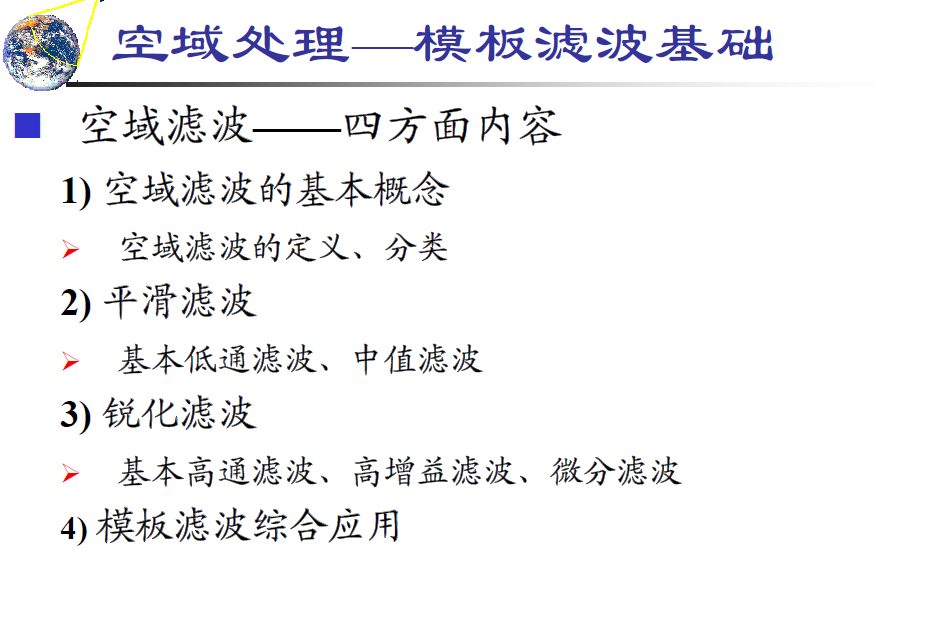 空域处理——模板滤波基础
空域滤波——四方面内容
1) 空域滤波的基本概念
空域滤波的定义、分类
2) 平滑滤波
基本低通滤波、中值滤波
3) 锐化滤波
基本高通滤波、高增益滤波、微分滤波
4) 模板滤波综合应用